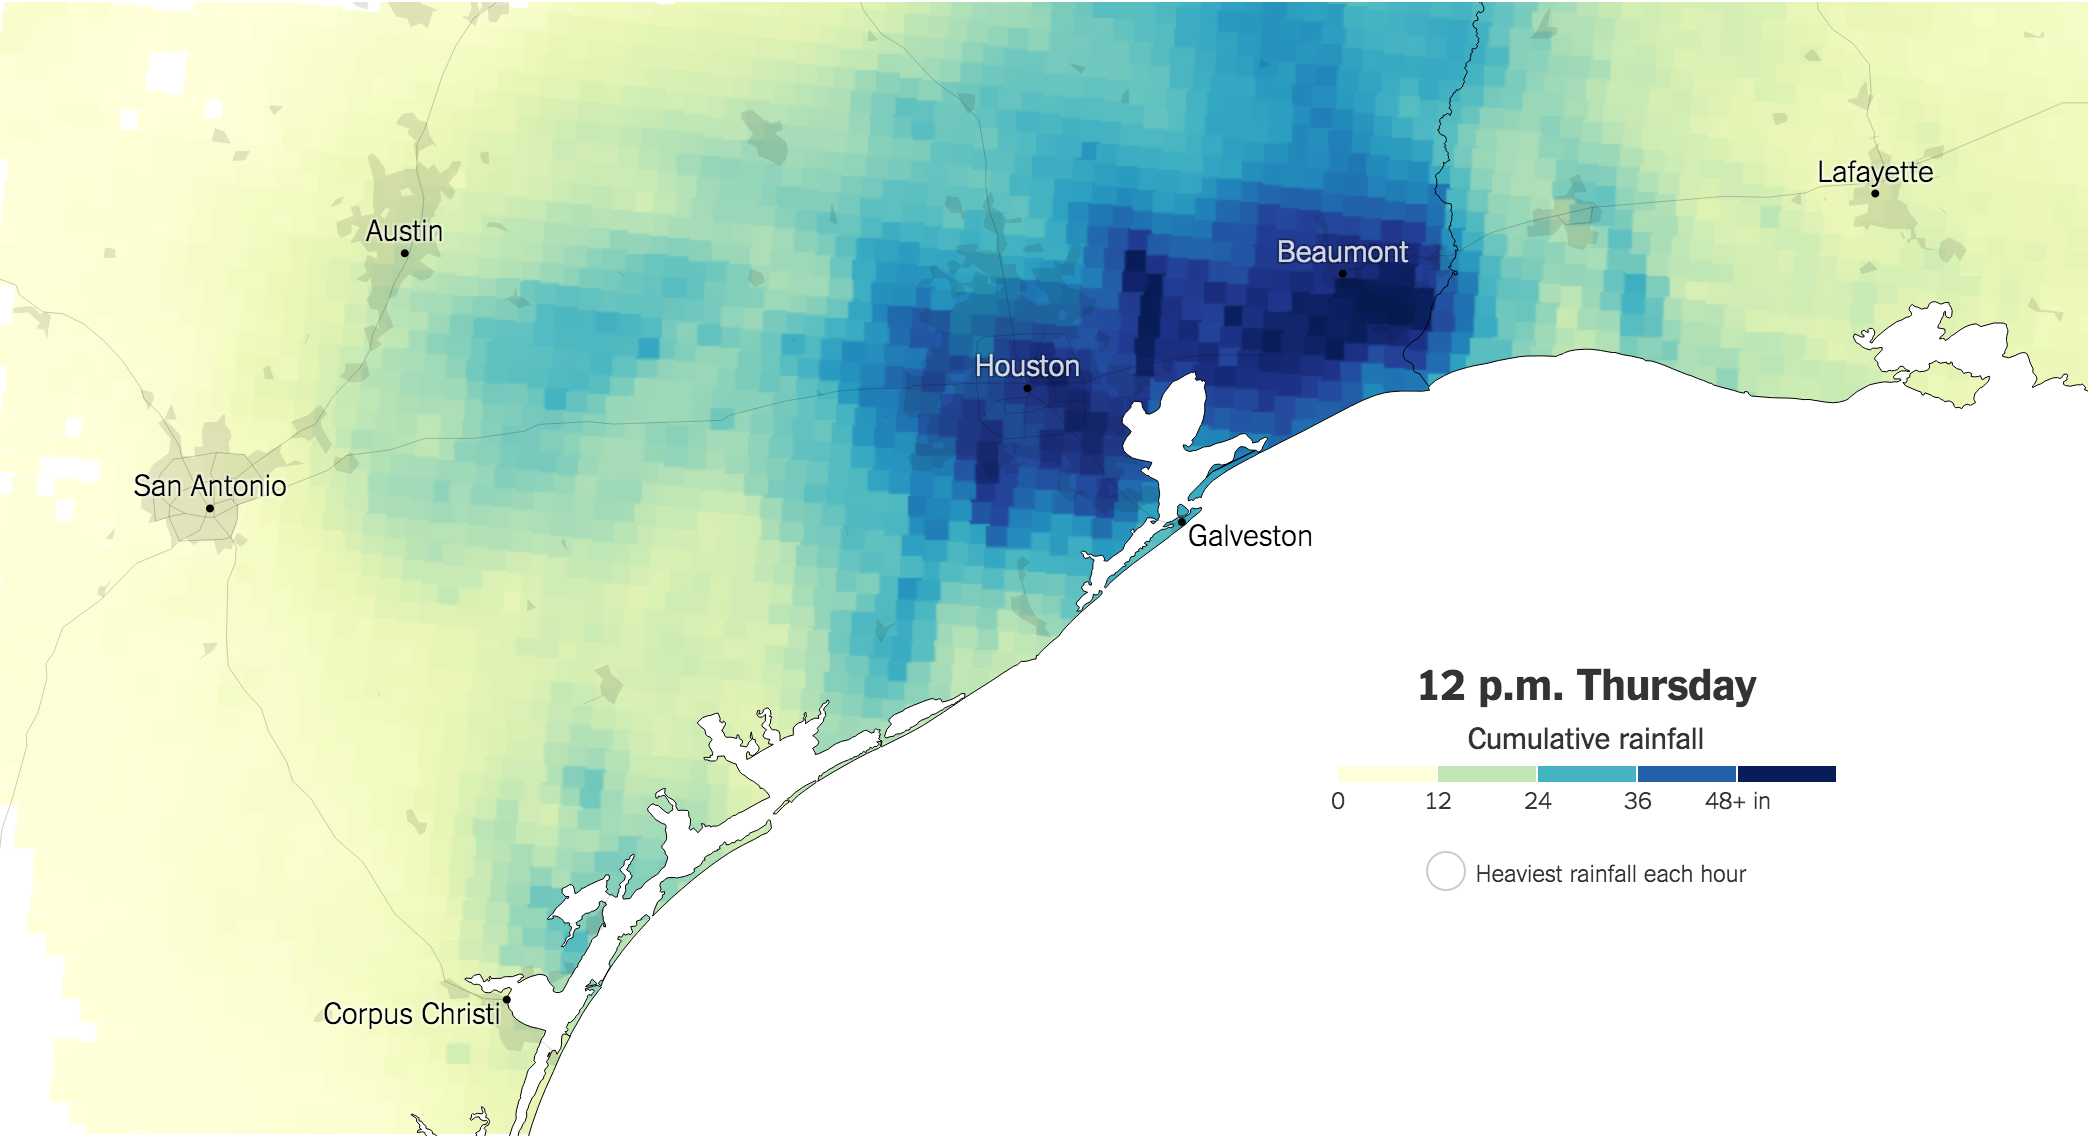 Lafayette
Austin
Beaumont
Houston
San Antonio
Galveston
12 p.m. Thursday
Cumulative rainfall
0 12 24 36 48+ in
Heaviest rainfall each hour
Corpus Christi